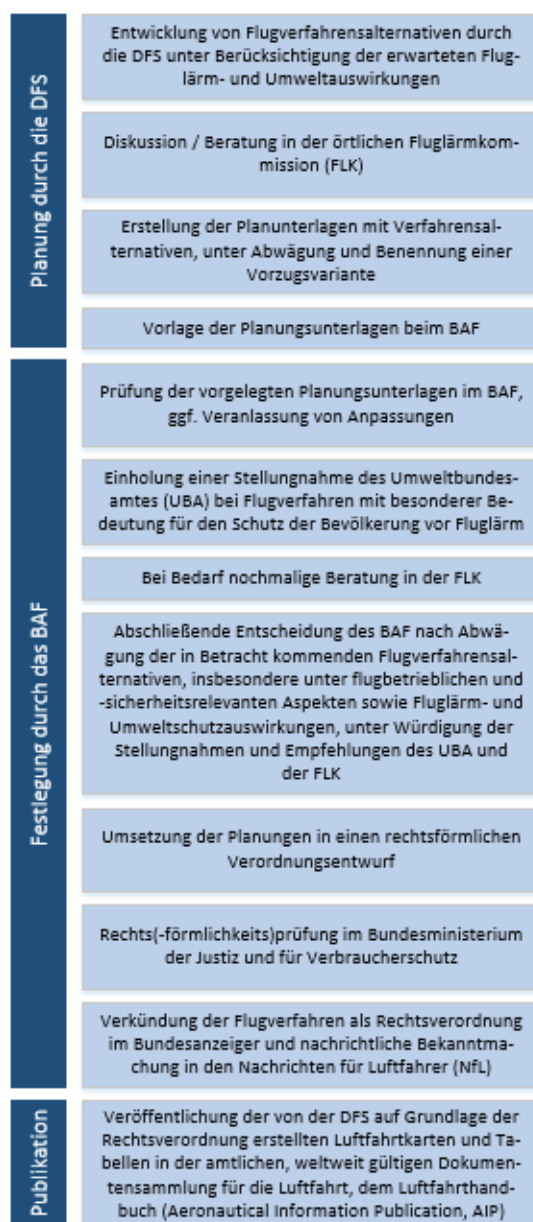 Planung durch die DFS
Entwicklung von Flugverfahrensalternativen durch
die DFS unter Berücksichtigung der erwarteten Flug-
lärm- und Umweltauswirkungen
Diskussion / Beratung in der örtlichen Fluglärmkom-
mission (FLK)
Erstellung der Planunterlagen mit Verfahrensal-
ternativen, unter Abwägung und Benennung einer
Vorzugsvariante
Vorlage der Planungsunterlagen beim BAF
Festlegung durch das BAF
Prüfung der vorgelegten Planungsunterlagen im BAF,
ggf. Veranlassung von Anpassungen
Einholung einer Stellungnahme des Umweltbundes-
amtes (UBA) bei Flugverfahren mit besonderer Be-
deutung für den Schutz der Bevölkerung vor Fluglärm
Bei Bedarf nochmalige Beratung in der FLK
Abschließende Entscheidung des BAF nach Abwä-
gung der in Betracht kommenden Flugverfahrensal-
ternativen, insbesondere unter flugbetrieblichen und
-sicherheitsrelevanten Aspekten sowie Fluglärm- und
Umweltschutzauswirkungen, unter Würdigung der
Stellungnahmen und Empfehlungen des UBA und
der FLK
Umsetzung der Planungen in einen rechtsförmlichen
Verordnungsentwurf
Rechts(-förmlichkeits)prüfung im Bundesministerium
der Justiz und für Verbraucherschutz
Verkündung der Flugverfahren als Rechtsverordnung
im Bundesanzeiger und nachrichtliche Bekanntma-
chung in den Nachrichten für Luftfahrer (NfL)
Publikation
Veröffentlichung der von der DFS auf Grundlage der
Rechtsverordnung erstellten Luftfahrtkarten und Ta-
bellen in der amtlichen, weltweit gültigen Dokumen-
tensammlung für die Luftfahrt, dem Luftfahrthand-
buch (Aeronautical Information Publication, AIP)